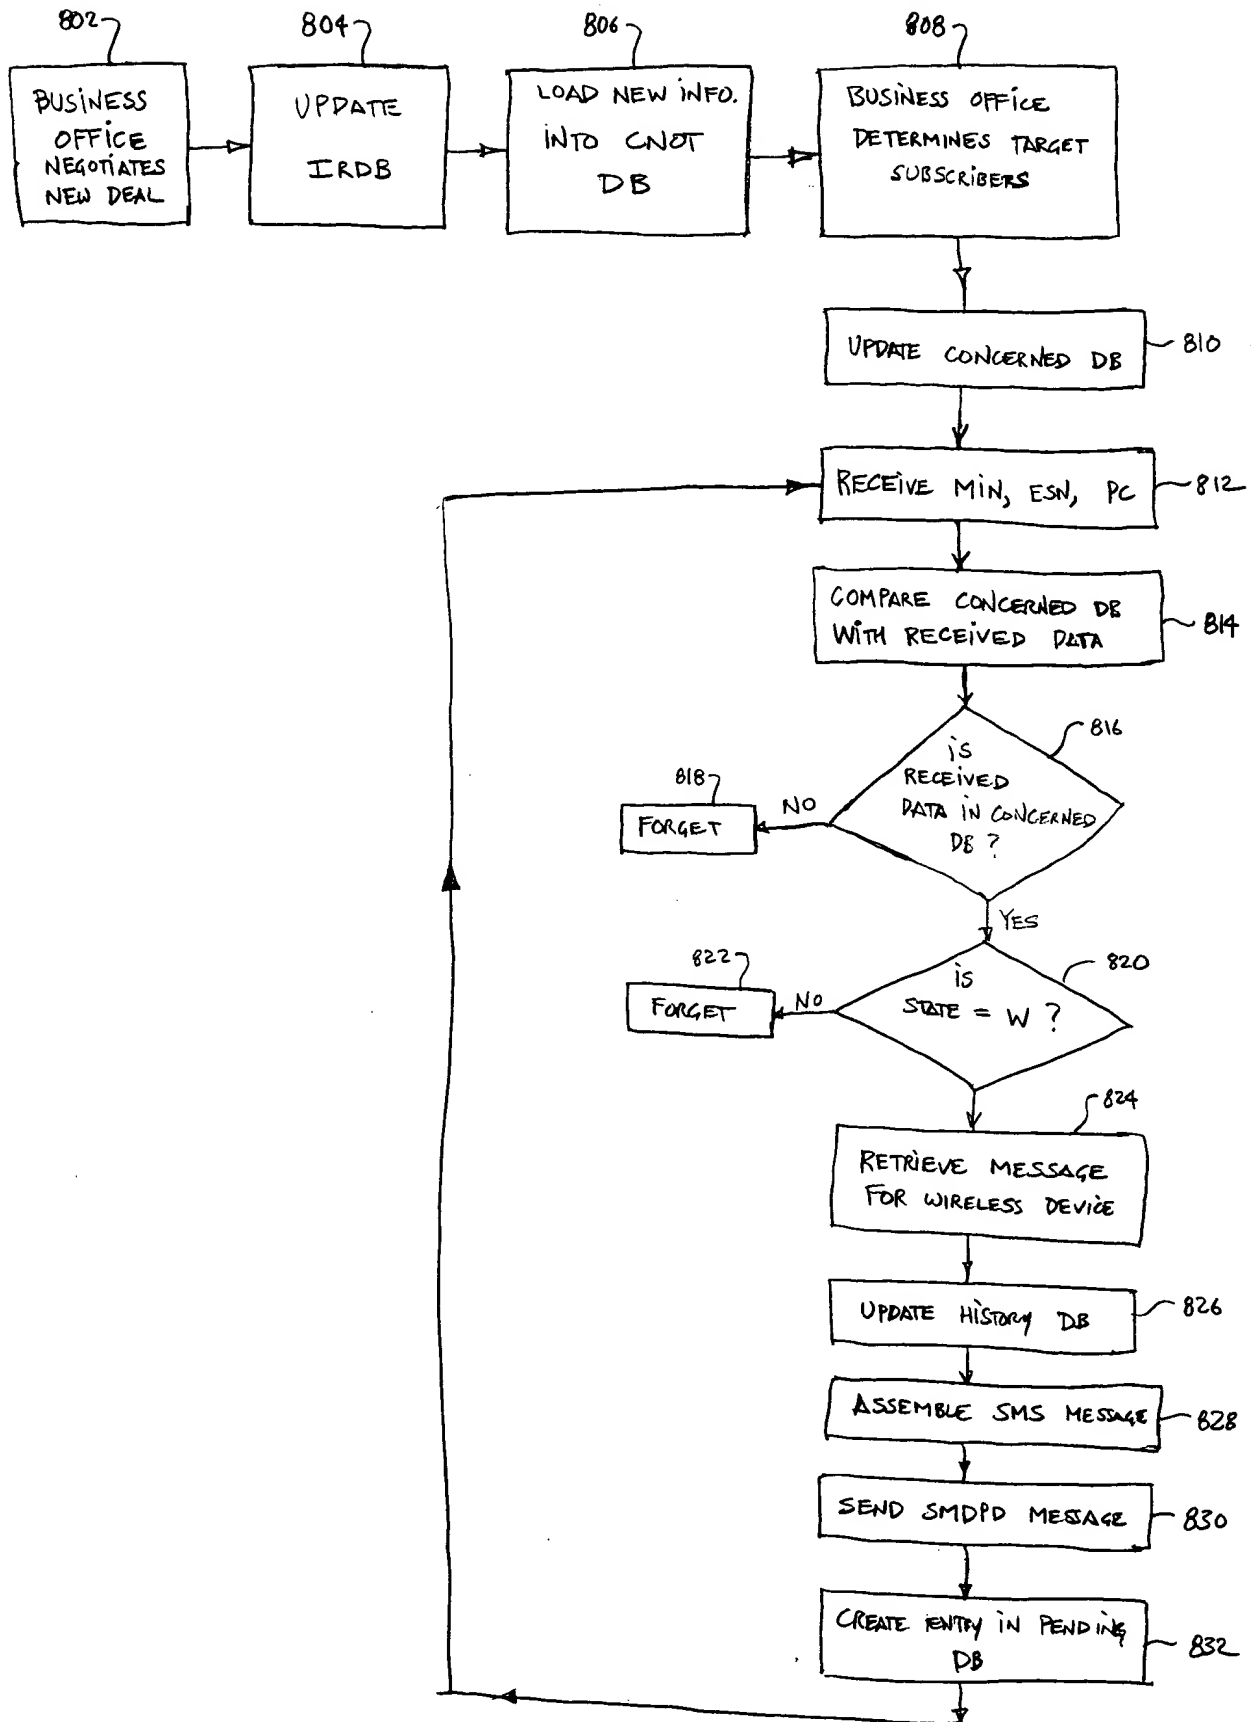 802
804
806
808
BUSINESS
OFFICE
NEGOTIATES
NEW DEAL
UPDATE
IRDB
LOAD NEW INFO.
INTO CNOT
DB
BUSINESS OFFICE
DETERMINES TARGET
SUBSCRIBERS
UPDATE CONCERNED DB
810
RECEIVE MIN, ESN, PC
812
COMPARE CONCERNED DB
WITH RECEIVED DATA
814
816
IS
RECEIVED
DATA IN CONCERNED
DB ?
NO
818
FORGET
YES
820
IS
STATE = W ?
NO
822
FORGET
824
RETRIEVE MESSAGE
FOR WIRELESS DEVICE
UPDATE HISTORY DB
826
ASSEMBLE SMS MESSAGE
828
SEND SMDPD MESSAGE
830
CREATE ENTRY IN PENDING
DB
832